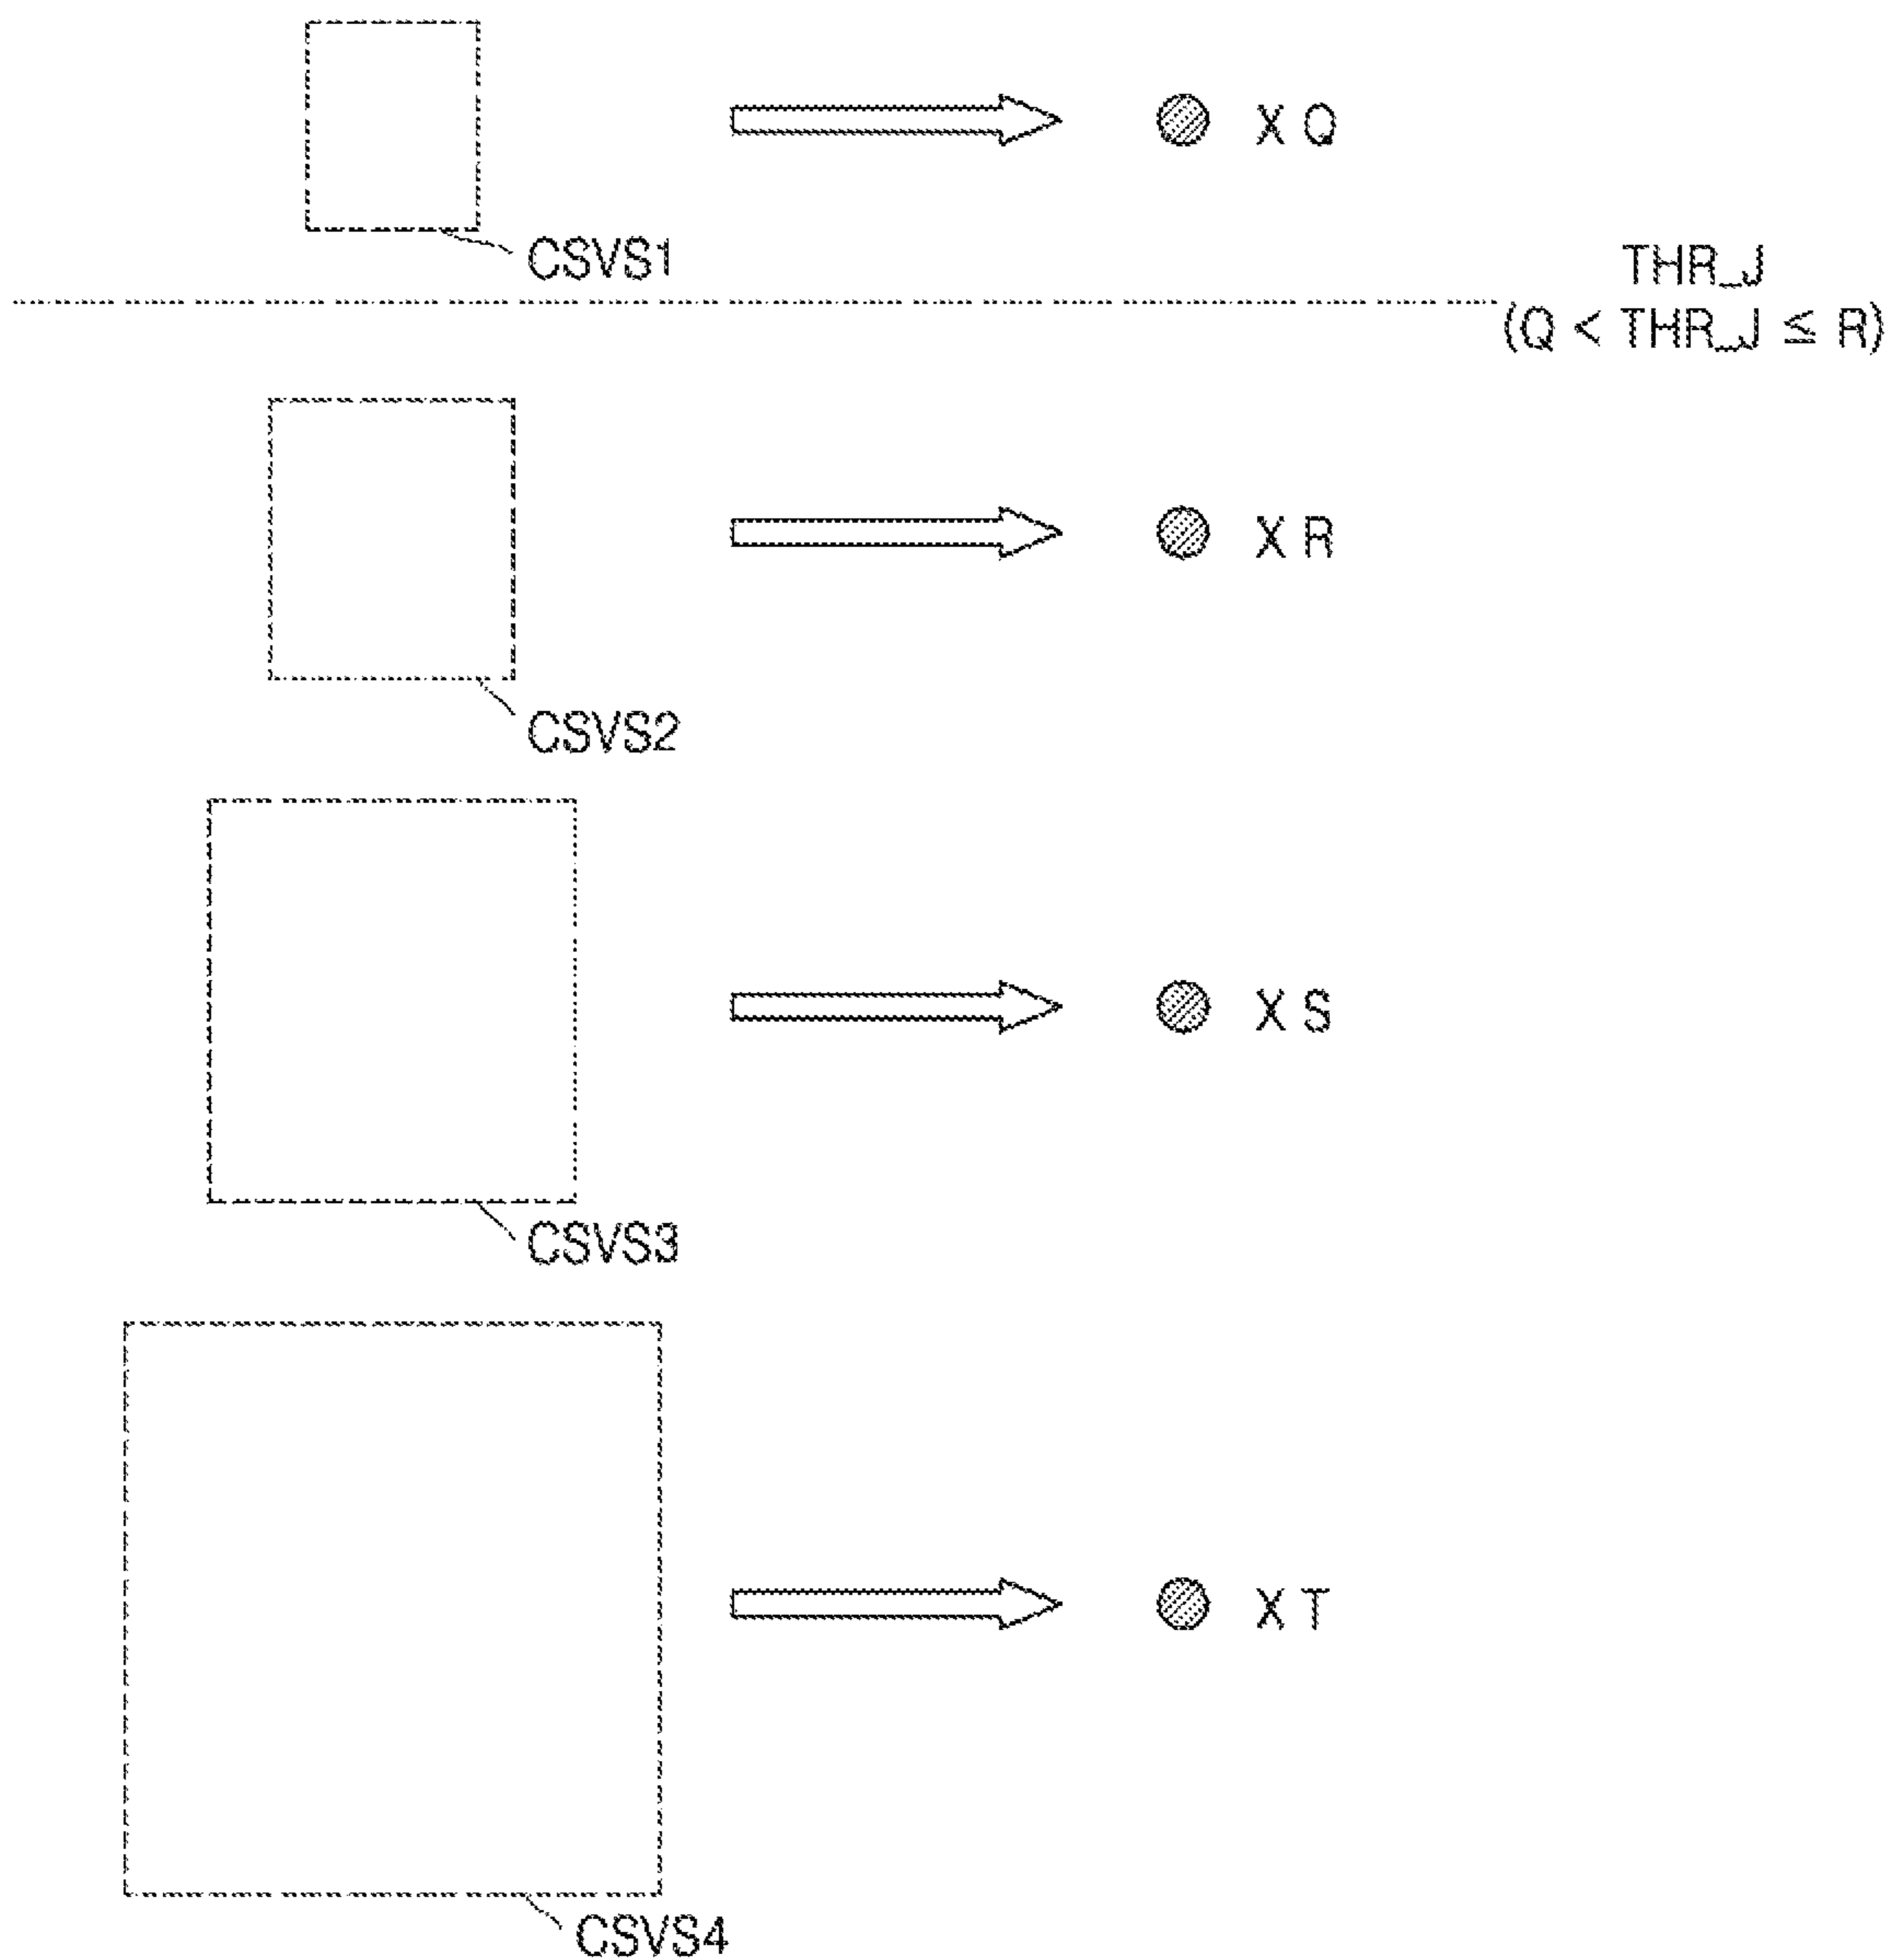 X Q
CSVS1
THR_J
(Q < THR_J ≤ R)
X R
CSVS2
X S
CSVS3
X T
CSVS4